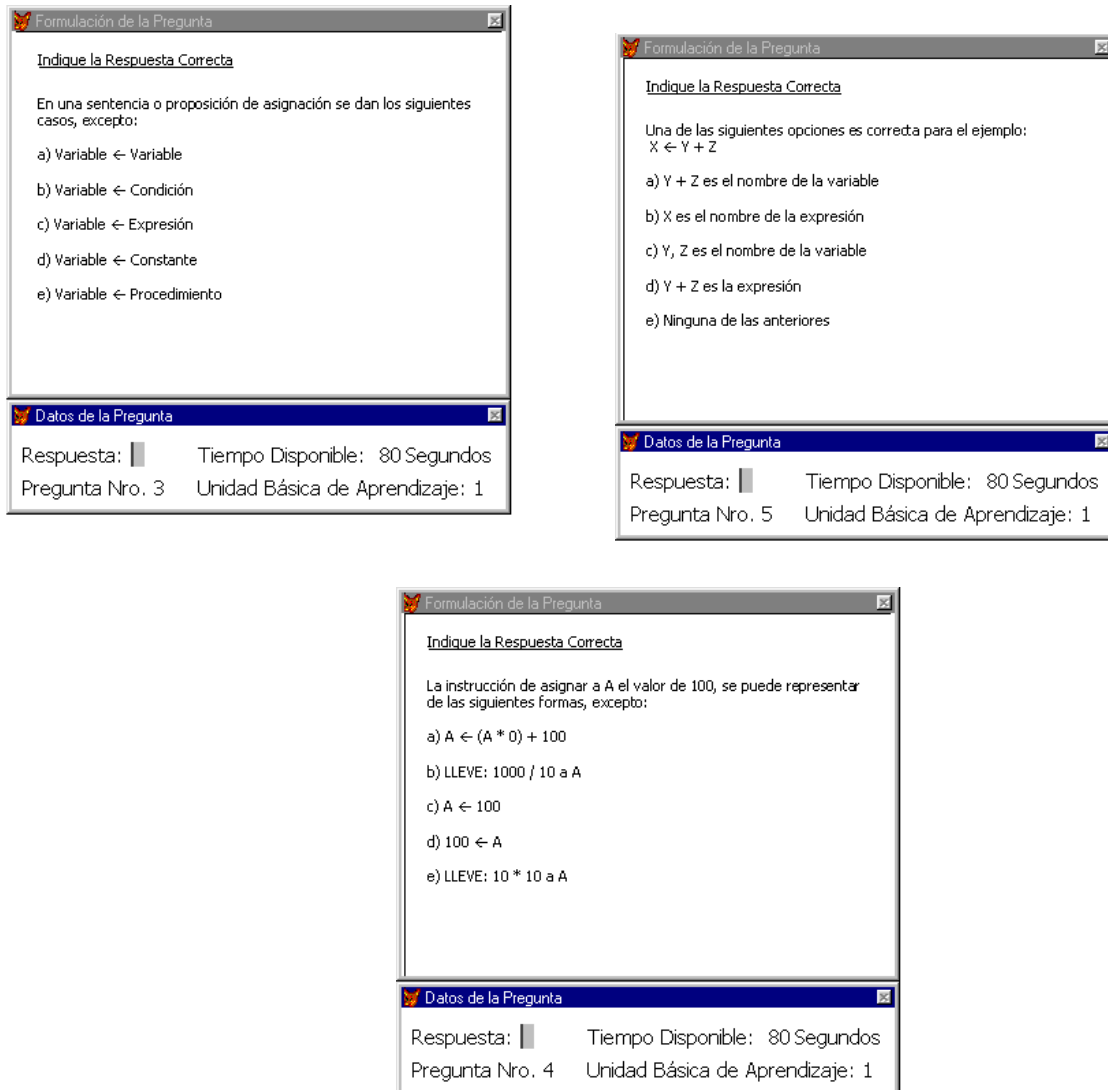 Formulación de la Pregunta
Indique la Respuesta Correcta
En una sentencia o proposición de asignación se dan los siguientes
casos, excepto:
a) Variable ← Variable
b) Variable ← Condición
c) Variable ← Expresión
d) Variable ← Constante
e) Variable ← Procedimiento
Datos de la Pregunta
Respuesta: Tiempo Disponible: 80 Segundos
Pregunta Nro. 3 Unidad Básica de Aprendizaje: 1
Formulación de la Pregunta
Indique la Respuesta Correcta
Una de las siguientes opciones es correcta para el ejemplo:
X ← Y + Z
a) Y + Z es el nombre de la variable
b) X es el nombre de la expresión
c) Y, Z es el nombre de la variable
d) Y + Z es la expresión
e) Ninguna de las anteriores
Datos de la Pregunta
Respuesta: Tiempo Disponible: 80 Segundos
Pregunta Nro. 5 Unidad Básica de Aprendizaje: 1
Formulación de la Pregunta
Indique la Respuesta Correcta
La instrucción de asignar a A el valor de 100, se puede representar
de las siguientes formas, excepto:
a) A ← (A * 0) + 100
b) LLEVE: 1000 / 10 a A
c) A ← 100
d) 100 ← A
e) LLEVE: 10 * 10 a A
Datos de la Pregunta
Respuesta: Tiempo Disponible: 80 Segundos
Pregunta Nro. 4 Unidad Básica de Aprendizaje: 1